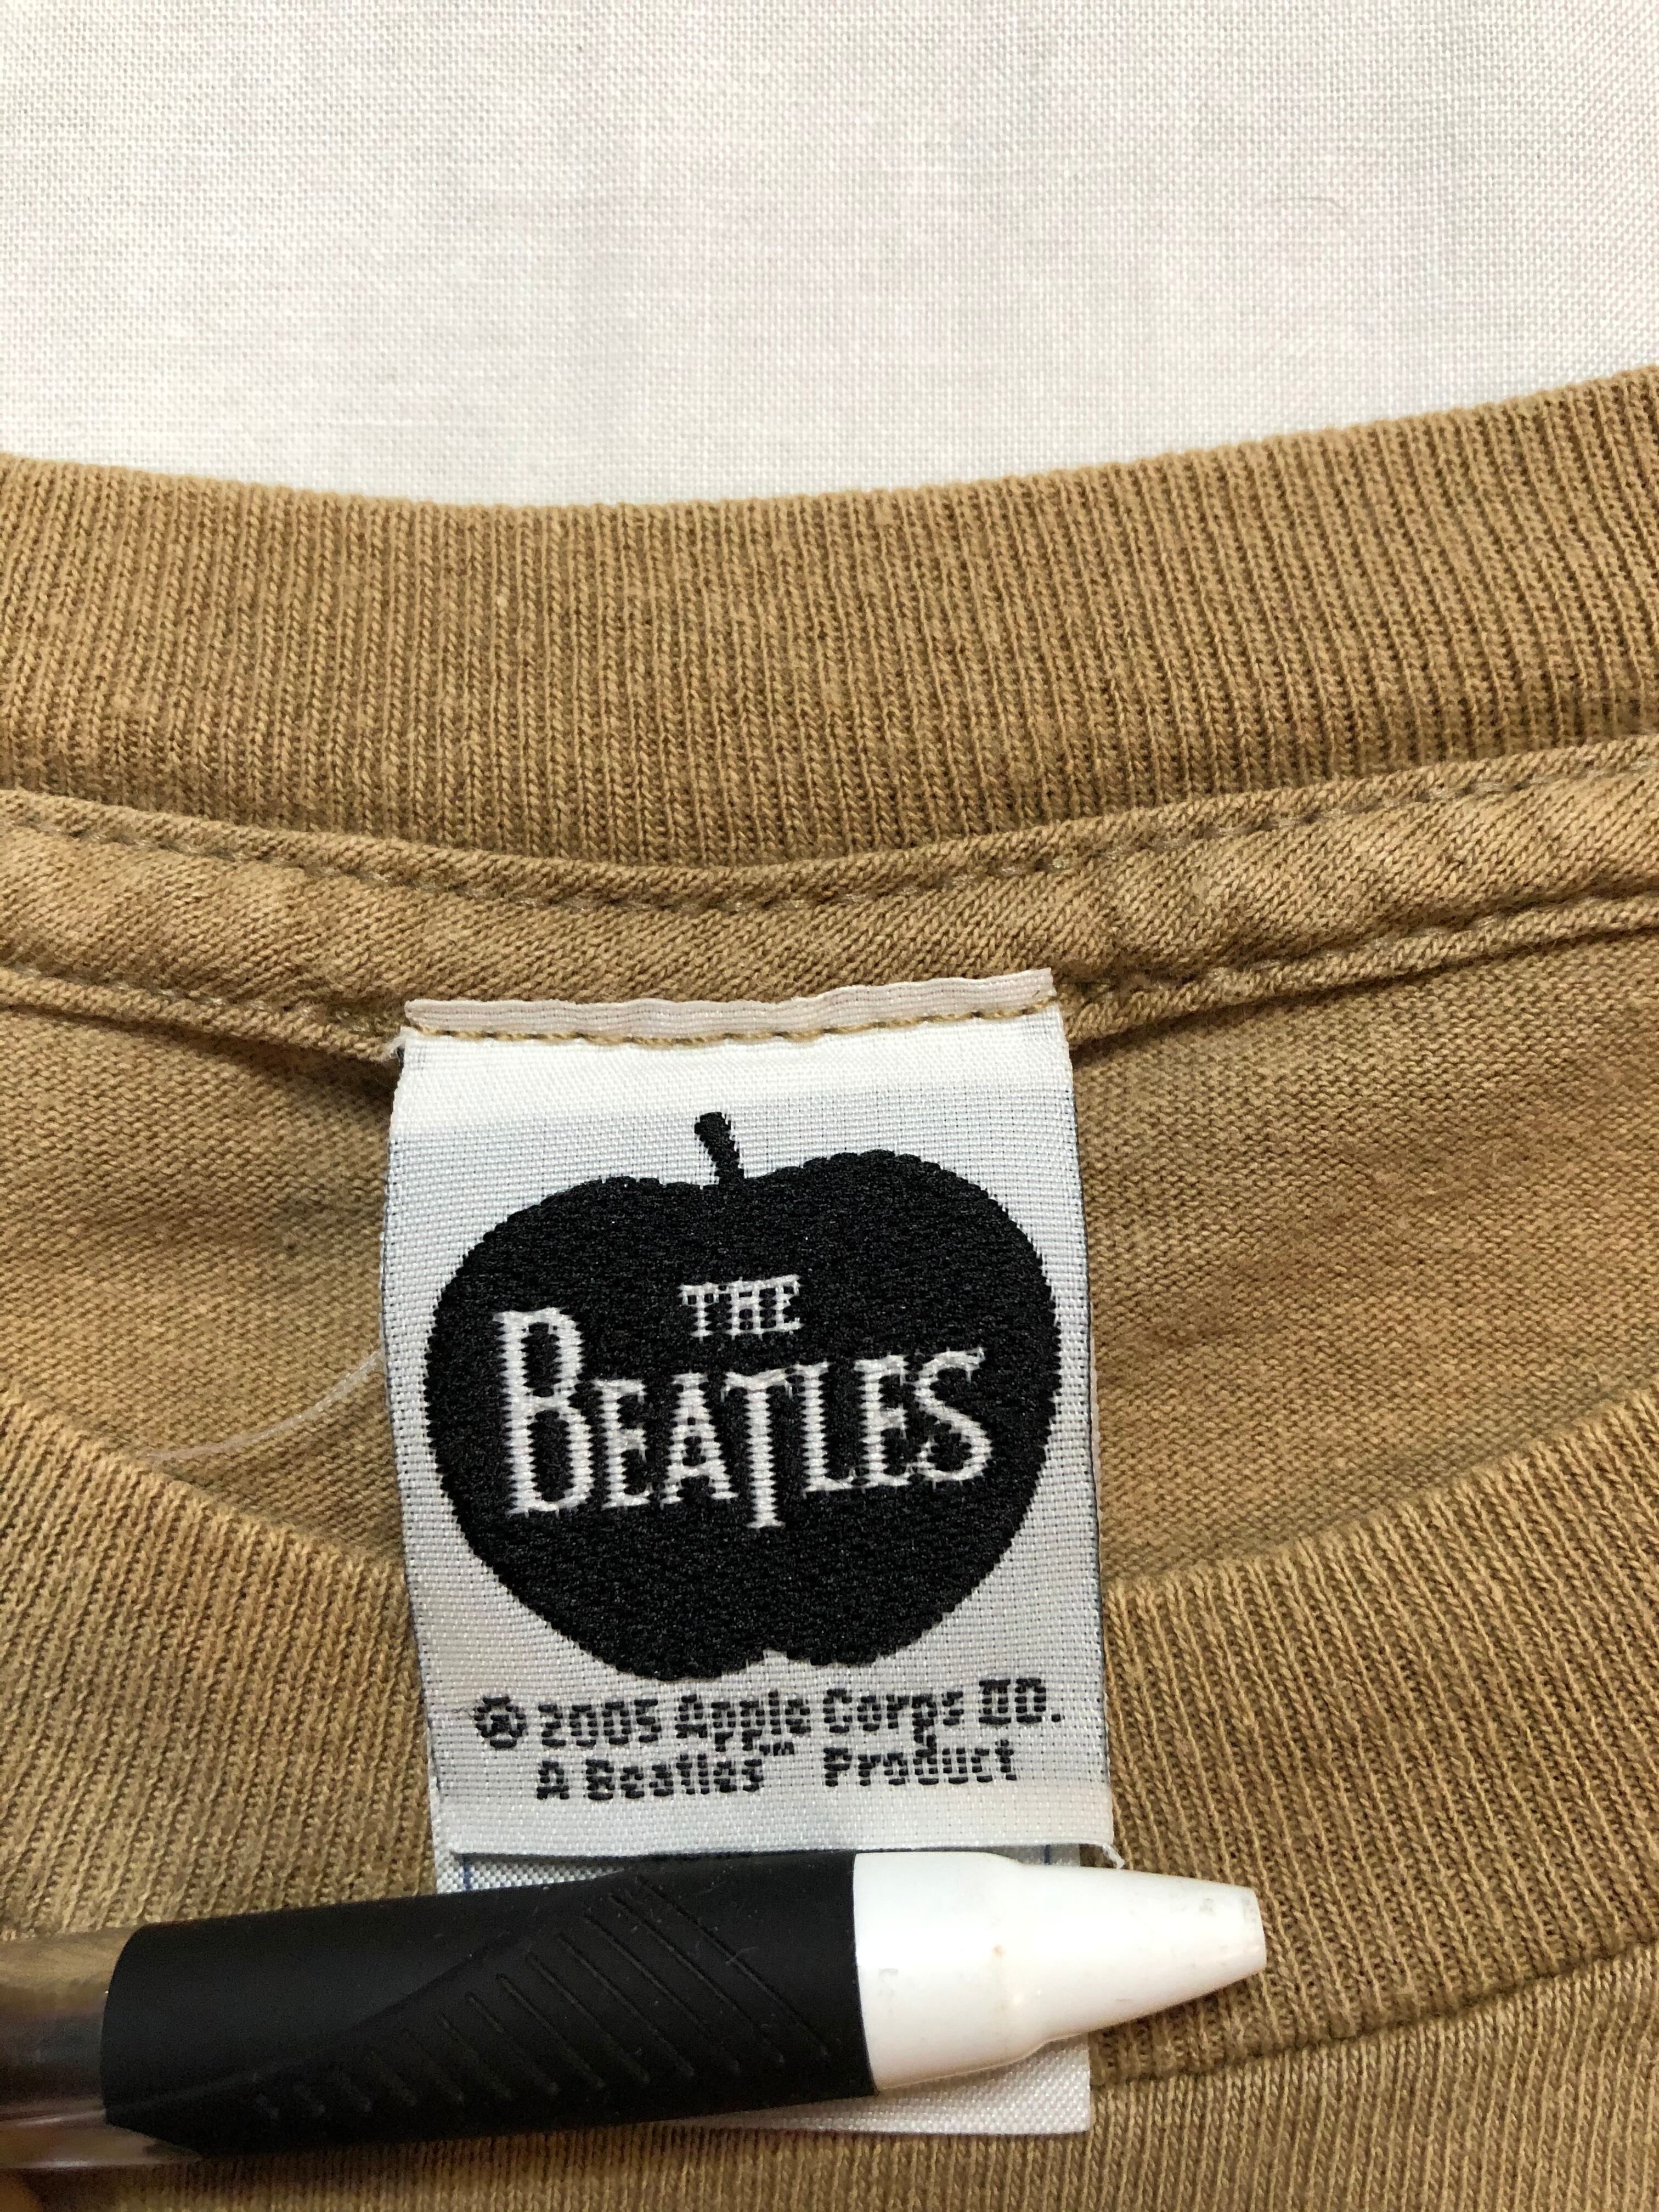 THE
BEATLES
© 2005 Apple Corps LTD.
A Beatles™ Product